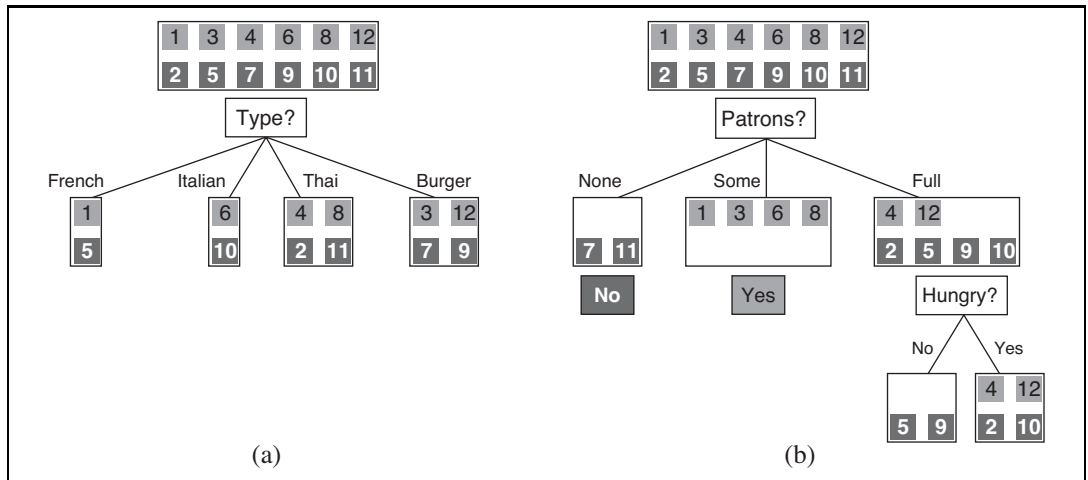 1 3 4 6 8 12
2 5 7 9 10 11
Type?
French Italian Thai Burger
1 6 4 8 3 12
5 10 2 11 7 9
(a)
1 3 4 6 8 12
2 5 7 9 10 11
Patrons?
None Some Full
1 3 6 8 4 12
7 11 2 5 9 10
No Yes Hungry?
No Yes
4 12
5 9 2 10
(b)